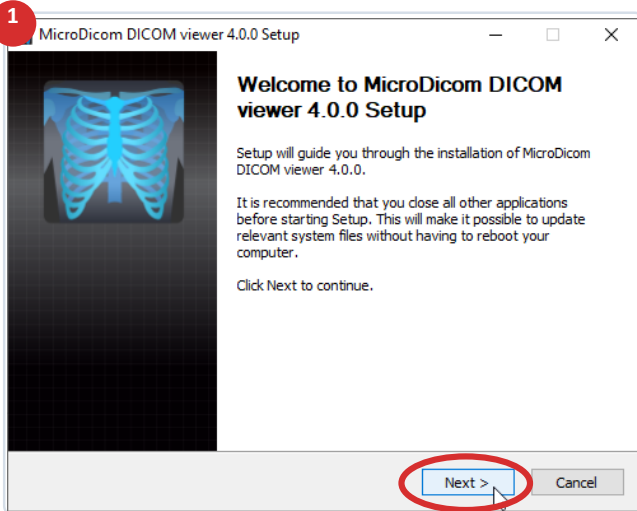 1
MicroDicom DICOM viewer 4.0.0 Setup
Welcome to MicroDicom DICOM
viewer 4.0.0 Setup
Setup will guide you through the installation of MicroDicom
DICOM viewer 4.0.0.
It is recommended that you close all other applications
before starting Setup. This will make it possible to update
relevant system files without having to reboot your
computer.
Click Next to continue.
Next >
Cancel